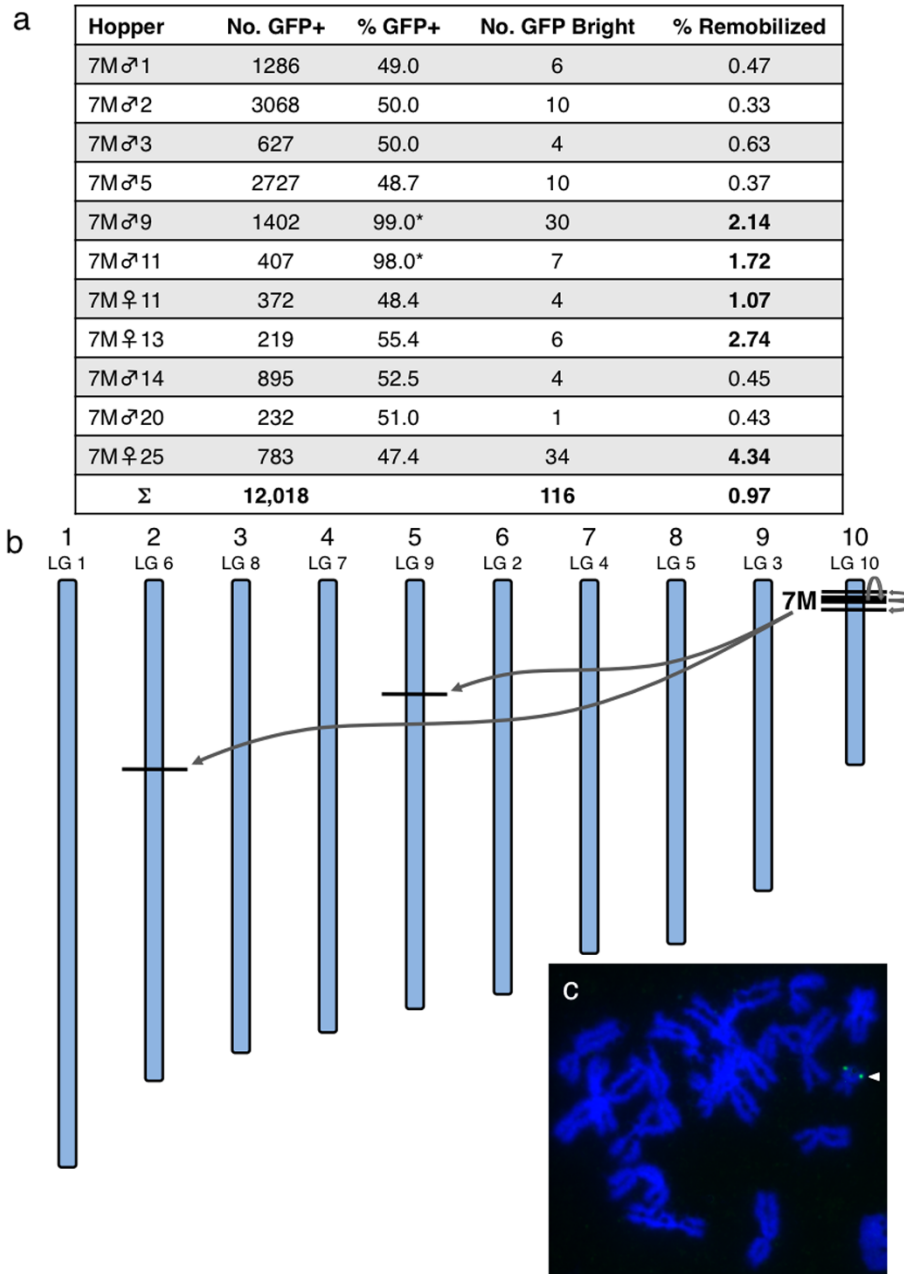 a
Hopper No. GFP+ % GFP+ No. GFP Bright % Remobilized
7M♂1 1286 49.0 6 0.47
7M♂2 3068 50.0 10 0.33
7M♂3 627 50.0 4 0.63
7M♂5 2727 48.7 10 0.37
7M♂9 1402 99.0* 30 2.14
7M♂11 407 98.0* 7 1.72
7M♀11 372 48.4 4 1.07
7M♀13 219 55.4 6 2.74
7M♂14 895 52.5 4 0.45
7M♂20 232 51.0 1 0.43
7M♀25 783 47.4 34 4.34
Σ 12,018 116 0.97
b
1 2 3 4 5 6 7 8 9 10
LG 1 LG 6 LG 8 LG 7 LG 9 LG 2 LG 4 LG 5 LG 3 LG 10
7M
c